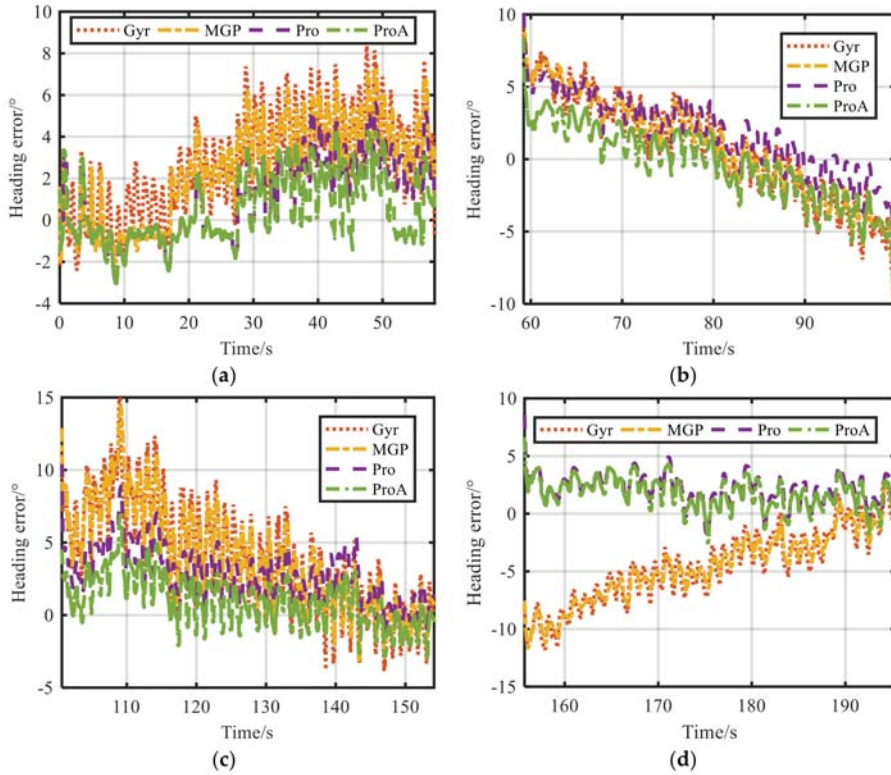 Gyr MGP Pro ProA
Heading error/°
10
8
6
4
2
0
-2
-4
0 10 20 30 40 50
Time/s
(a)
Gyr
MGP
Pro
ProA
Heading error/°
10
5
0
-5
-10
60 70 80 90
Time/s
(b)
Gyr
MGP
Pro
ProA
Heading error/°
15
10
5
0
-5
110 120 130 140 150
Time/s
(c)
Gyr MGP Pro ProA
Heading error/°
10
5
0
-5
-10
-15
160 170 180 190
Time/s
(d)